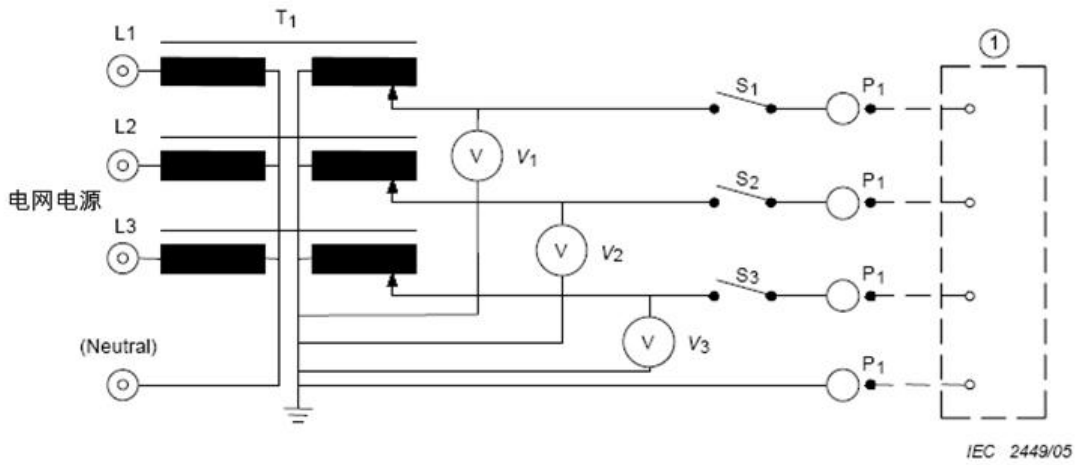 T1
L1
①
S1
P1
L2
V
V1
S2
P1
电网电源
L3
V
V2
S3
P1
(Neutral)
V
V3
P1
IEC 2449/05